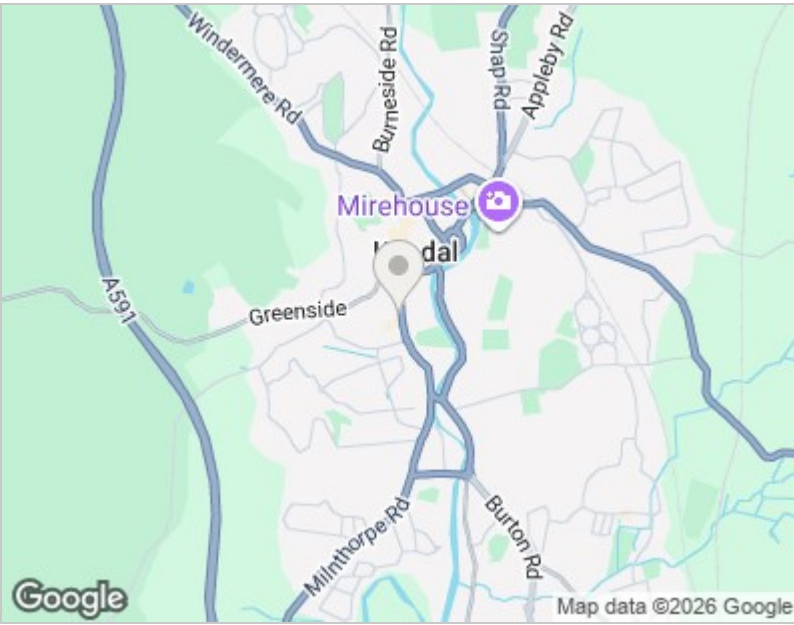 Windermere Rd
Burneside Rd
Shap Rd
Appleby Rd
Mirehouse
A591
Greenside
Milnthorpe Rd
Burton Rd
Google
Map data ©2026 Google